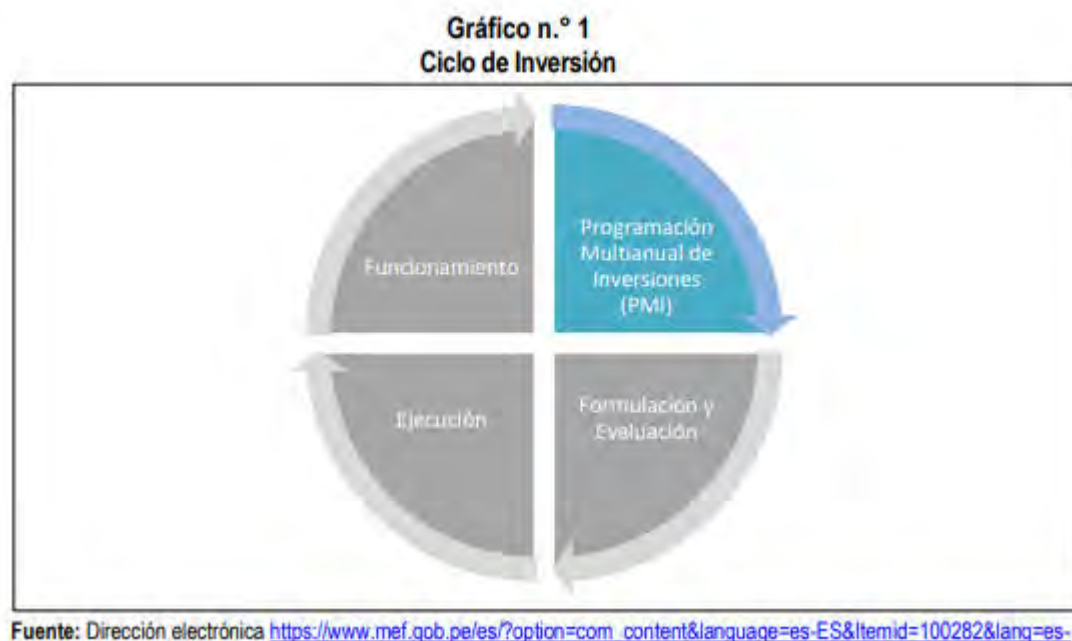 Gráfico n.° 1
Ciclo de Inversión
Funcionamiento
Programación
Multianual de
Inversiones
(PMI)
Ejecución
Formulación y
Evaluación
Fuente: Dirección electrónica https://www.mef.gob.pe/es/?option=com_content&language=es-ES&Itemid=100282&lang=es-